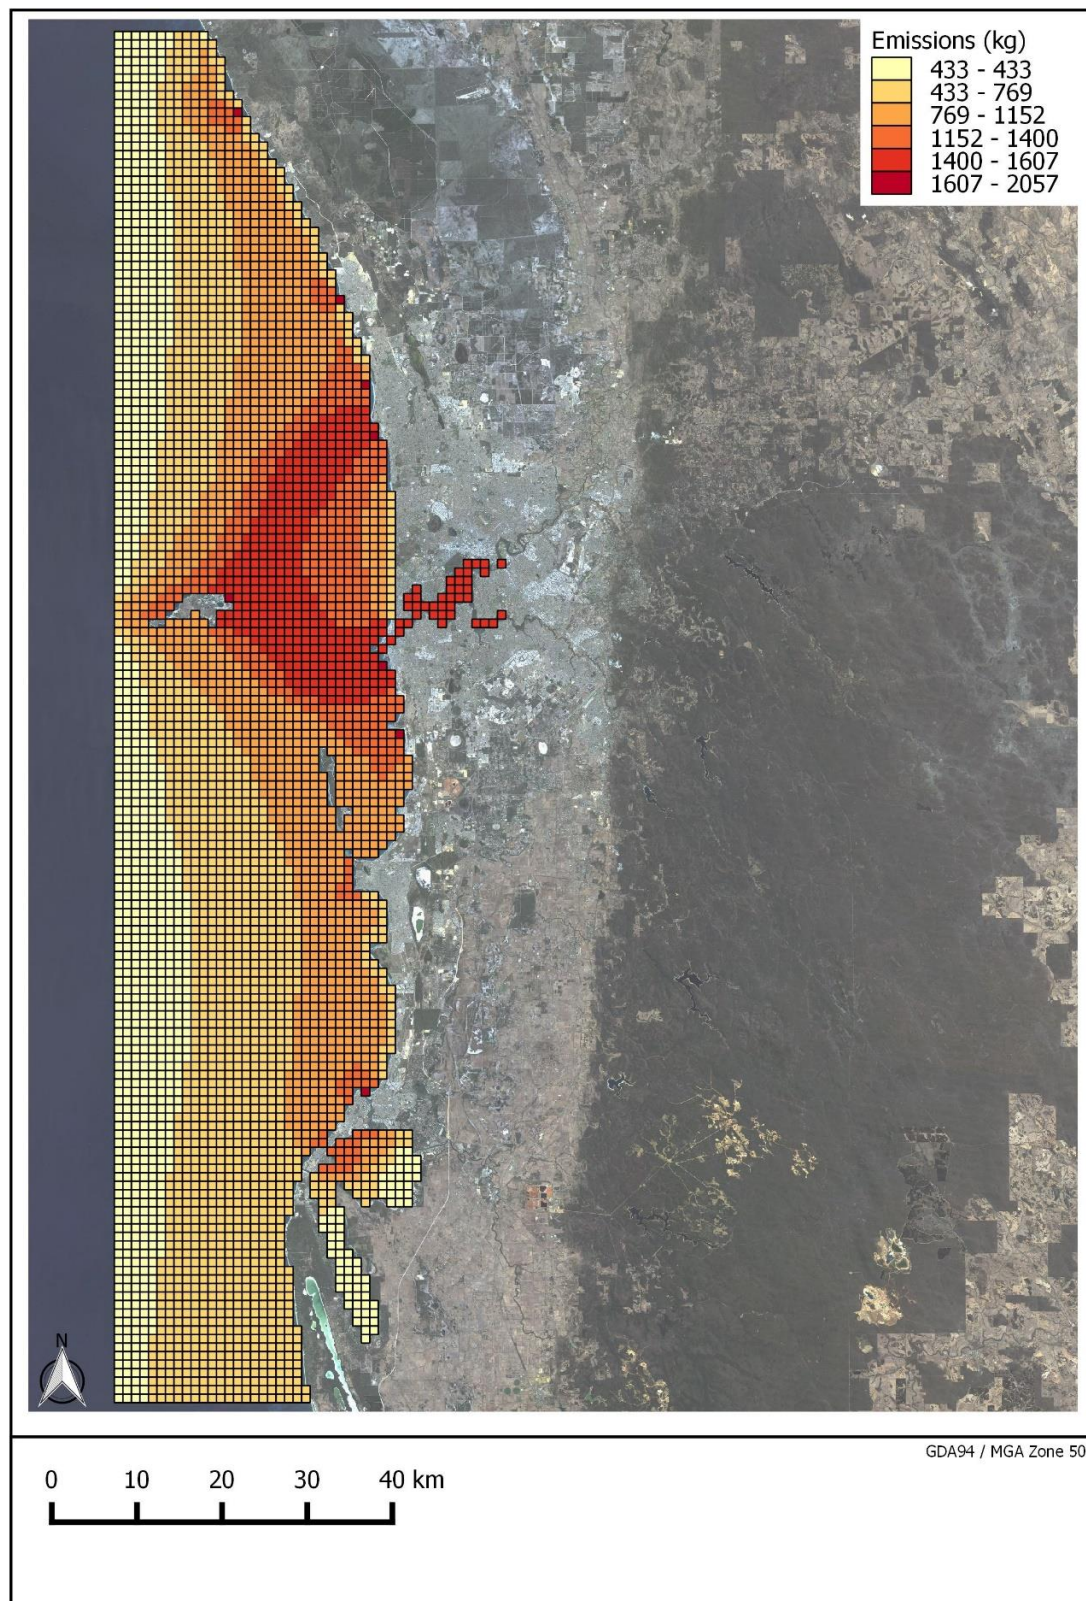 Emissions (kg)
433 - 433
433 - 769
769 - 1152
1152 - 1400
1400 - 1607
1607 - 2057
N
GDA94 / MGA Zone 50
0 10 20 30 40 km